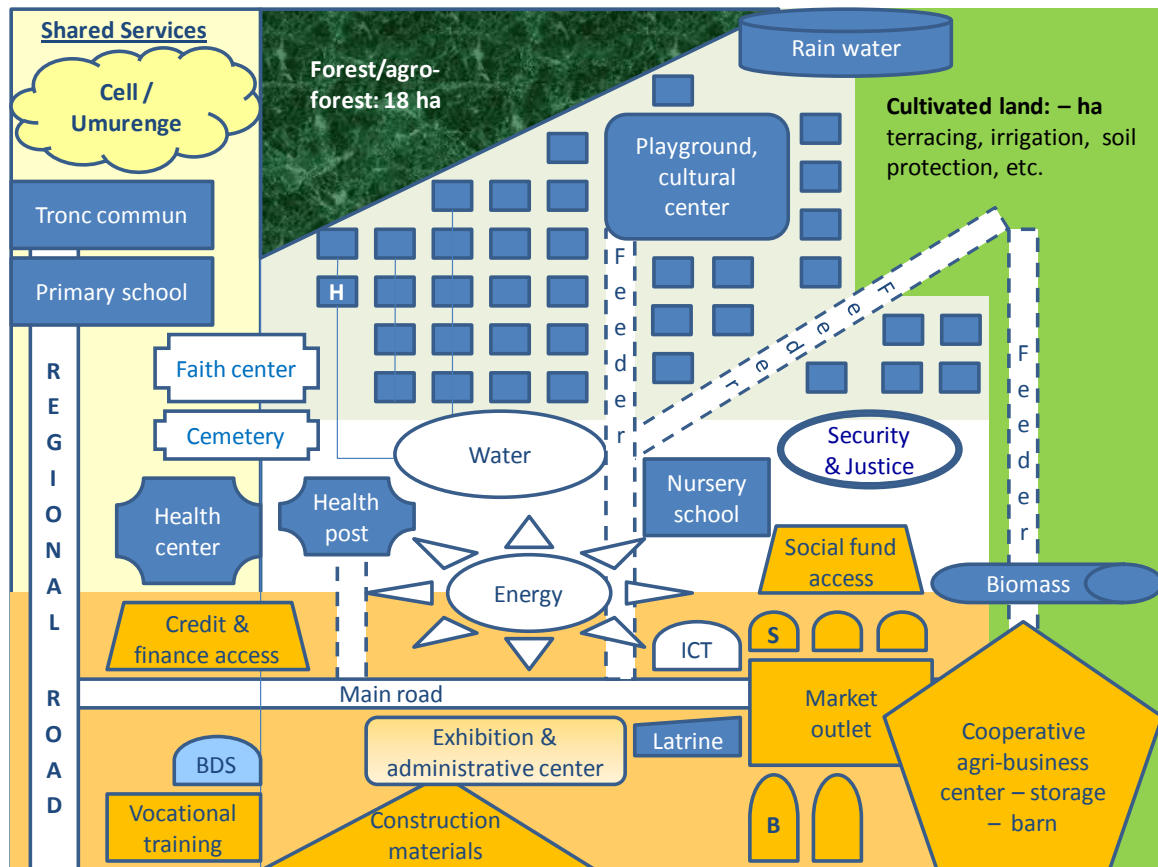 Shared Services
Cell /
Umurenge
Forest/agro-
forest: 18 ha
Rain water
Cultivated land: – ha
terracing, irrigation, soil
protection, etc.
Playground,
cultural
center
Tronc commun
Primary school
H
Feeder
Feeder
Feeder
Faith center
Cemetery
Water
Security
& Justice
Nursery
school
Health
center
Health
post
Energy
Social fund
access
Biomass
Credit &
finance access
ICT
S
REGIONAL
ROAD
Main road
Market
outlet
Cooperative
agri-business
center – storage
– barn
Exhibition &
administrative center
Latrine
BDS
Vocational
training
Construction
materials
B